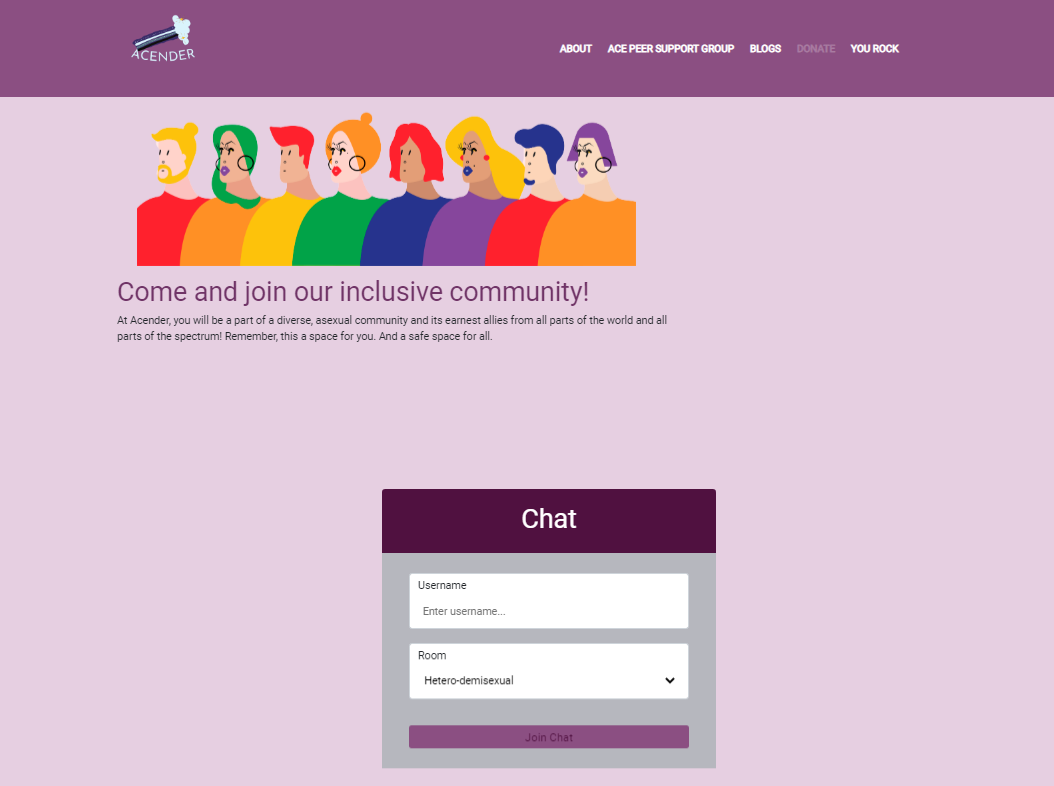 ACENDER
ABOUT ACE PEER SUPPORT GROUP BLOGS DONATE YOU ROCK
Come and join our inclusive community!
At Acender, you will be a part of a diverse, asexual community and its earnest allies from all parts of the world and all
parts of the spectrum! Remember, this a space for you. And a safe space for all.
Chat
Username
Enter username...
Room
Hetero-demisexual
Join Chat